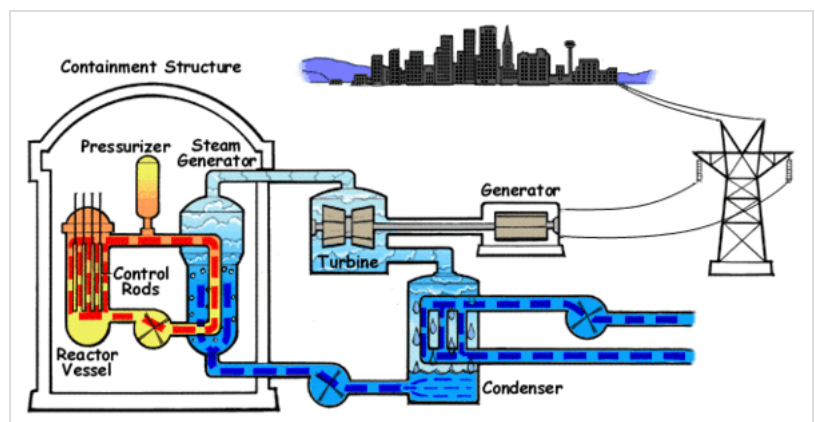 Containment Structure
Pressurizer
Steam
Generator
Generator
Turbine
Control
Rods
Reactor
Vessel
Condenser